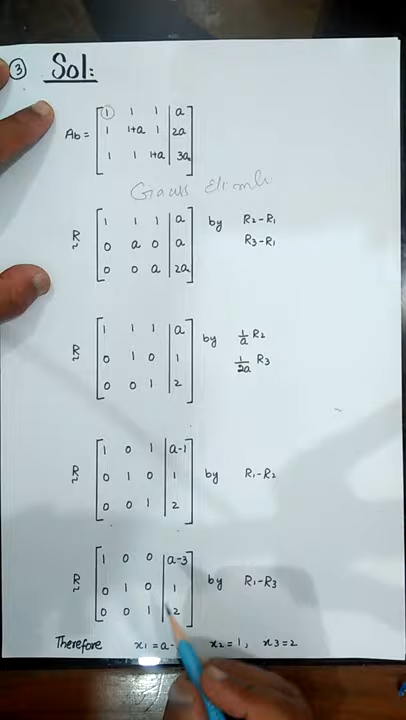 ③ Sol:
Ab = [ 1 1 1 | a
1 1+a 1 | 2a
1 1 1+a | 3a ]
Gauss
R~ [ 1 1 1 | a
0 a 0 | a
0 0 a | 2a ] by R2-R1
R3-R1
R~ [ 1 1 1 | a
0 1 0 | 1
0 0 1 | 2 ] by 1/a R2
1/2a R3
R~ [ 1 0 1 | a-1
0 1 0 | 1
0 0 1 | 2 ] by R1-R2
R~ [ 1 0 0 | a-3
0 1 0 | 1
0 0 1 | 2 ] by R1-R3
Therefore x1 = a- x2 = 1, x3 = 2